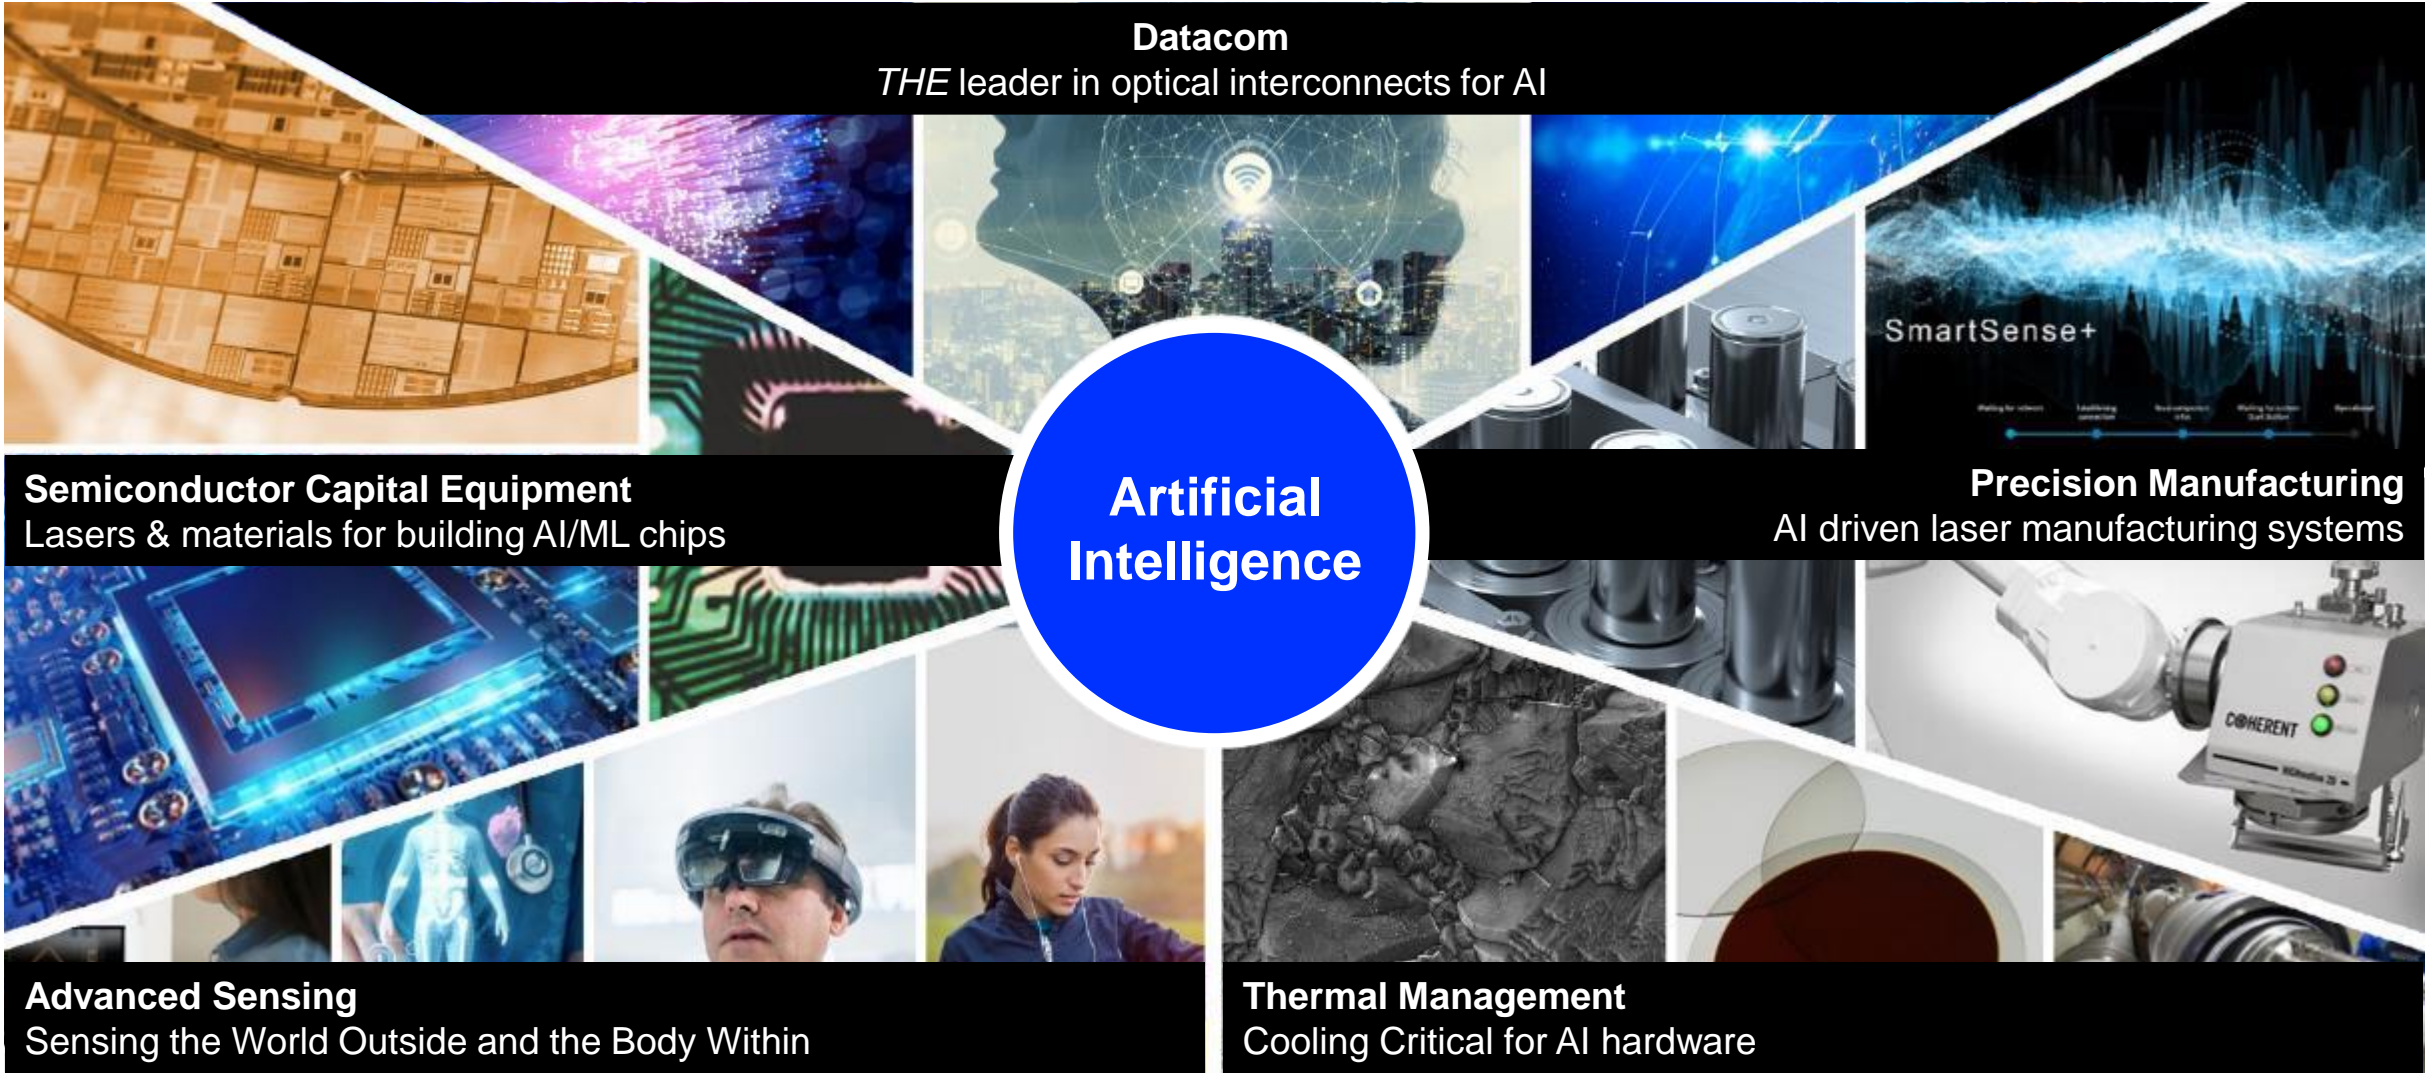 Datacom
THE leader in optical interconnects for AI
SmartSense+
Semiconductor Capital Equipment
Lasers & materials for building AI/ML chips
Artificial
Intelligence
Precision Manufacturing
AI driven laser manufacturing systems
COHERENT
Advanced Sensing
Sensing the World Outside and the Body Within
Thermal Management
Cooling Critical for AI hardware